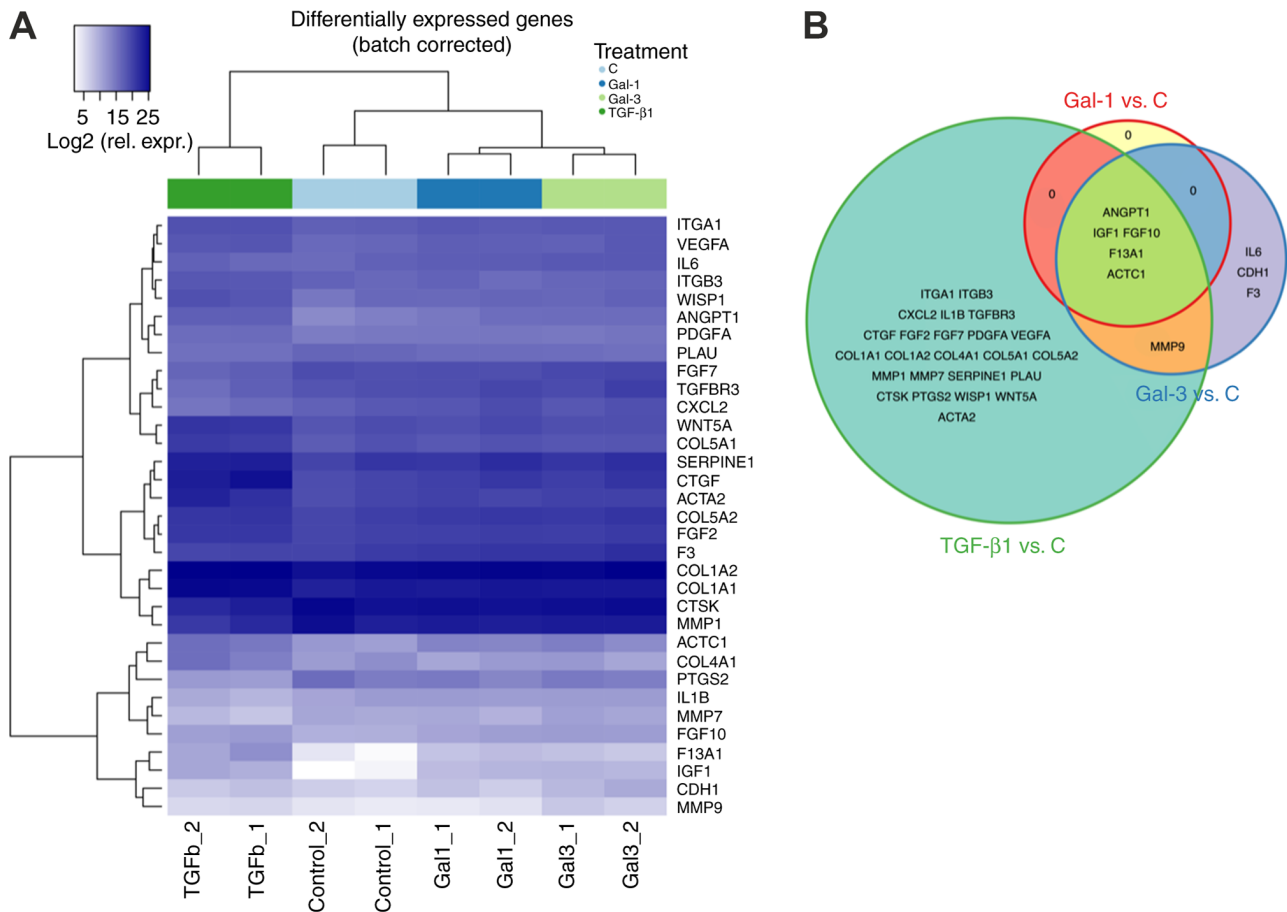 A
Differentially expressed genes
(batch corrected)
5 15 25
Log2 (rel. expr.)
Treatment
C
Gal-1
Gal-3
TGF-β1
ITGA1
VEGFA
IL6
ITGB3
WISP1
ANGPT1
PDGFA
PLAU
FGF7
TGFBR3
CXCL2
WNT5A
COL5A1
SERPINE1
CTGF
ACTA2
COL5A2
FGF2
F3
COL1A2
COL1A1
CTSK
MMP1
ACTC1
COL4A1
PTGS2
IL1B
MMP7
FGF10
F13A1
IGF1
CDH1
MMP9
TGFb_2
TGFb_1
Control_2
Control_1
Gal1_1
Gal1_2
Gal3_1
Gal3_2
B
Gal-1 vs. C
0
0
0
ANGPT1
IGF1 FGF10
F13A1
ACTC1
IL6
CDH1
F3
ITGA1 ITGB3
CXCL2 IL1B TGFBR3
CTGF FGF2 FGF7 PDGFA VEGFA
COL1A1 COL1A2 COL4A1 COL5A1 COL5A2
MMP1 MMP7 SERPINE1 PLAU
CTSK PTGS2 WISP1 WNT5A
ACTA2
MMP9
Gal-3 vs. C
TGF-β1 vs. C